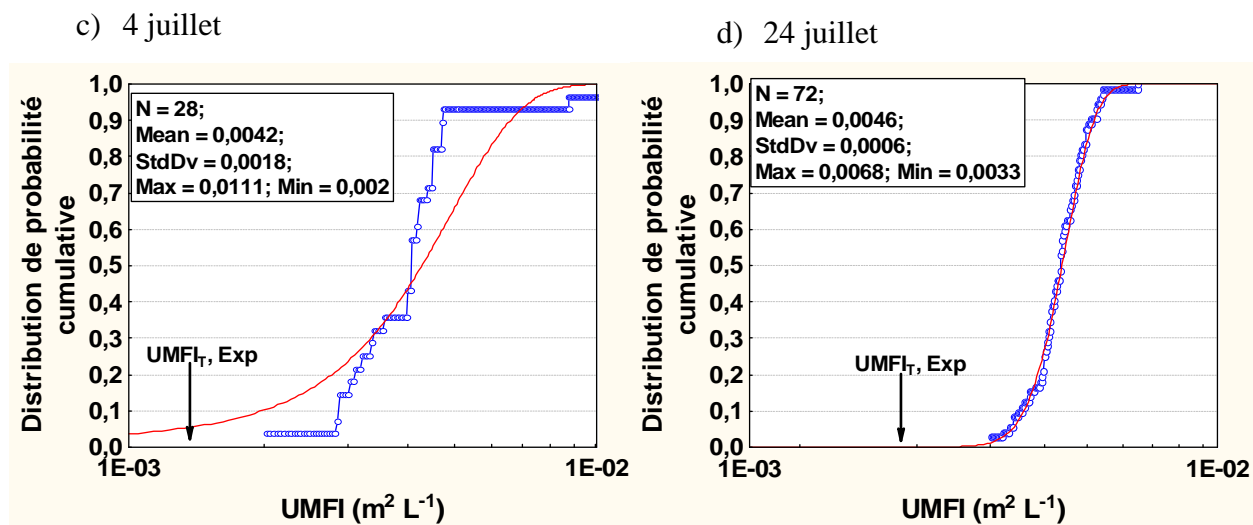 c) 4 juillet
1,0
0,9
0,8
0,7
0,6
0,5
0,4
0,3
0,2
0,1
0,0
Distribution de probabilité
cumulative
N = 28;
Mean = 0,0042;
StdDv = 0,0018;
Max = 0,0111; Min = 0,002
UMFI_T, Exp
1E-03
1E-02
UMFI (m² L⁻¹)
d) 24 juillet
1,0
0,9
0,8
0,7
0,6
0,5
0,4
0,3
0,2
0,1
0,0
Distribution de probabilité
cumulative
N = 72;
Mean = 0,0046;
StdDv = 0,0006;
Max = 0,0068; Min = 0,0033
UMFI_T, Exp
1E-03
1E-02
UMFI (m² L⁻¹)